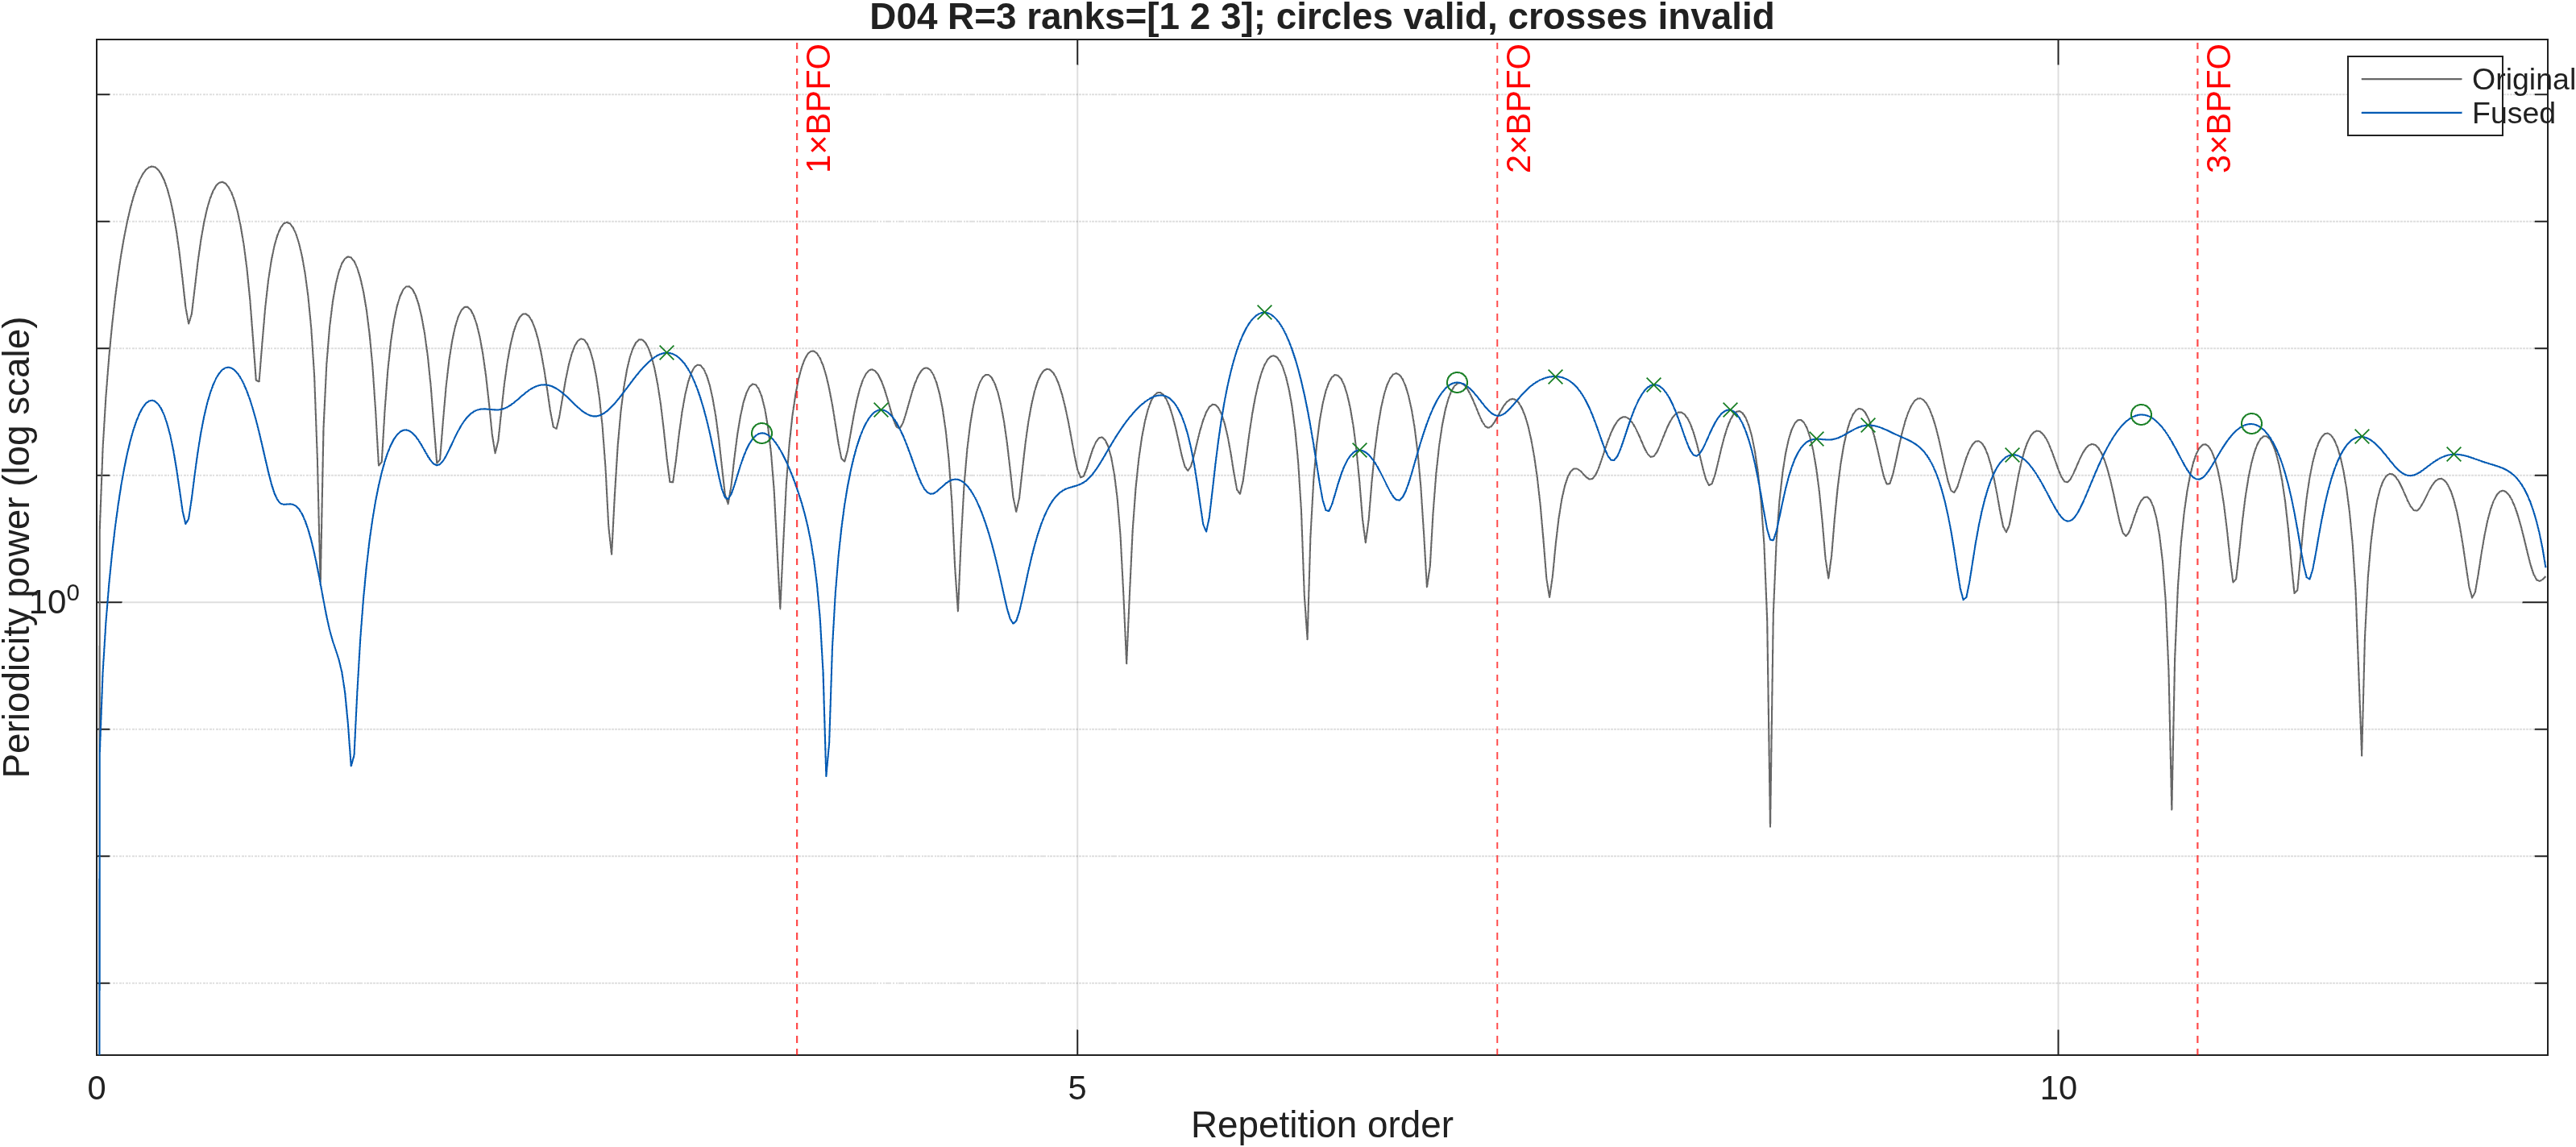 D04 R=3 ranks=[1 2 3]; circles valid, crosses invalid
1×BPFO
2×BPFO
3×BPFO
Original
Fused
Periodicity power (log scale)
10⁰
0
5
10
Repetition order